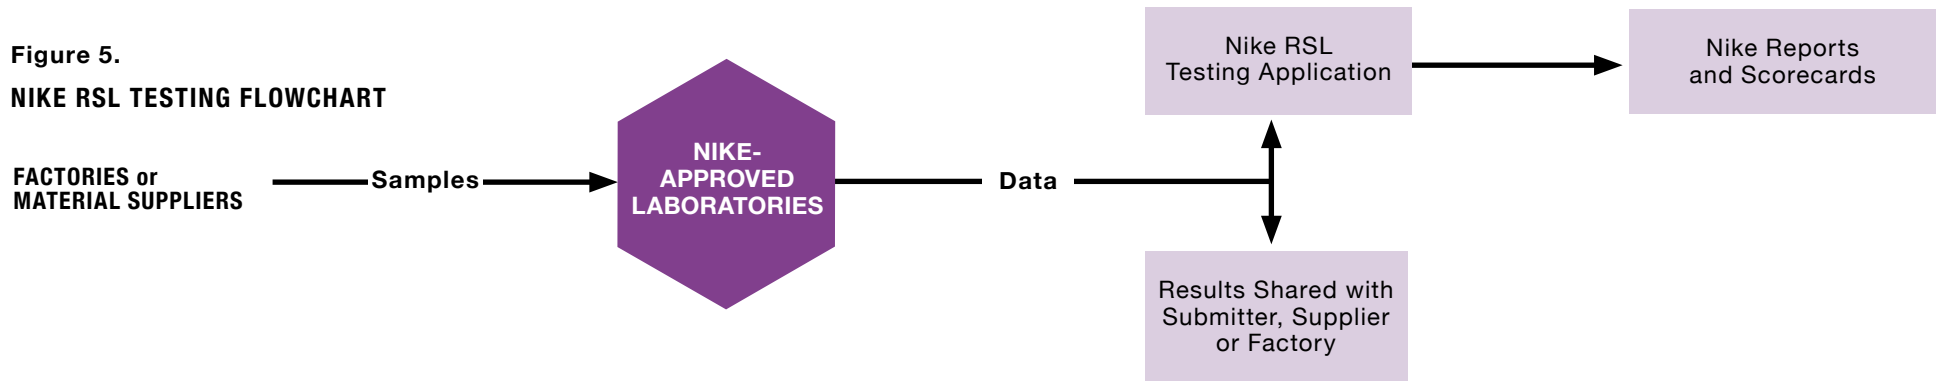 Figure 5.
NIKE RSL TESTING FLOWCHART
FACTORIES or
MATERIAL SUPPLIERS
Samples
NIKE-
APPROVED
LABORATORIES
Data
Nike RSL
Testing Application
Nike Reports
and Scorecards
Results Shared with
Submitter, Supplier
or Factory